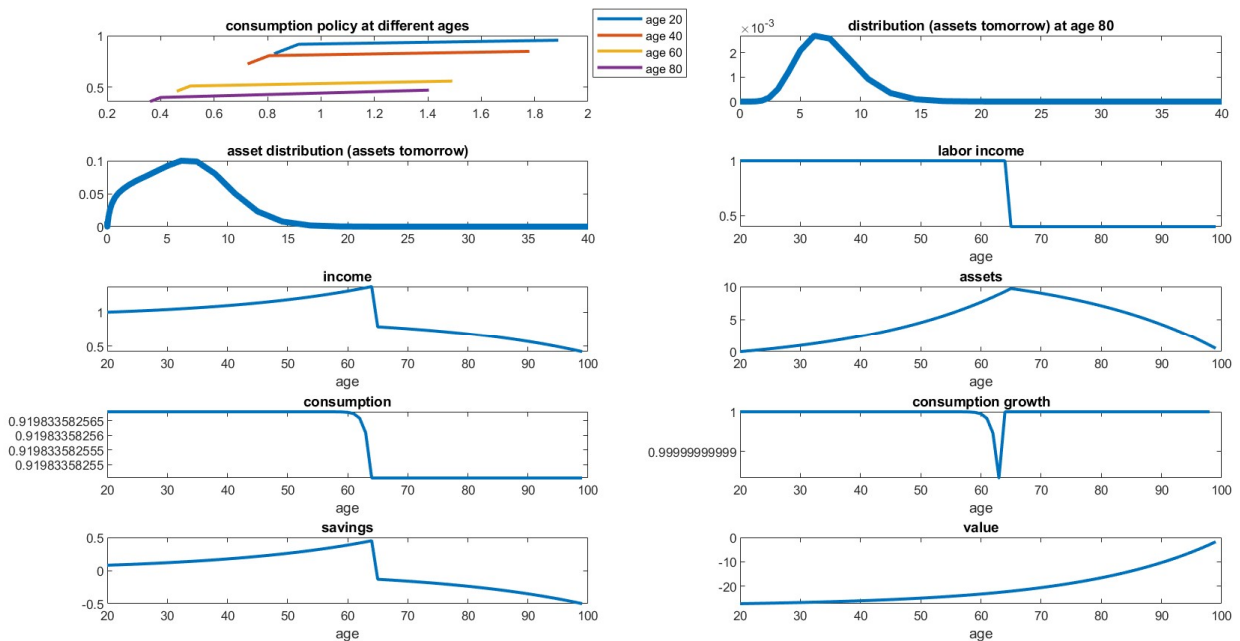 consumption policy at different ages
1
0.5
0.2 0.4 0.6 0.8 1 1.2 1.4 1.6 1.8 2
age 20
age 40
age 60
age 80
×10⁻³ distribution (assets tomorrow) at age 80
2
1
0
0 5 10 15 20 25 30 35 40
asset distribution (assets tomorrow)
0.1
0.05
0
0 5 10 15 20 25 30 35 40
labor income
1
0.5
20 30 40 50 60 70 80 90 100
age
income
1
0.5
20 30 40 50 60 70 80 90 100
age
assets
10
5
0
20 30 40 50 60 70 80 90 100
age
consumption
0.919833582565
0.91983358256
0.919833582555
0.91983358255
20 30 40 50 60 70 80 90 100
age
consumption growth
1
0.99999999999
20 30 40 50 60 70 80 90 100
age
savings
0.5
0
-0.5
20 30 40 50 60 70 80 90 100
age
value
0
-10
-20
20 30 40 50 60 70 80 90 100
age